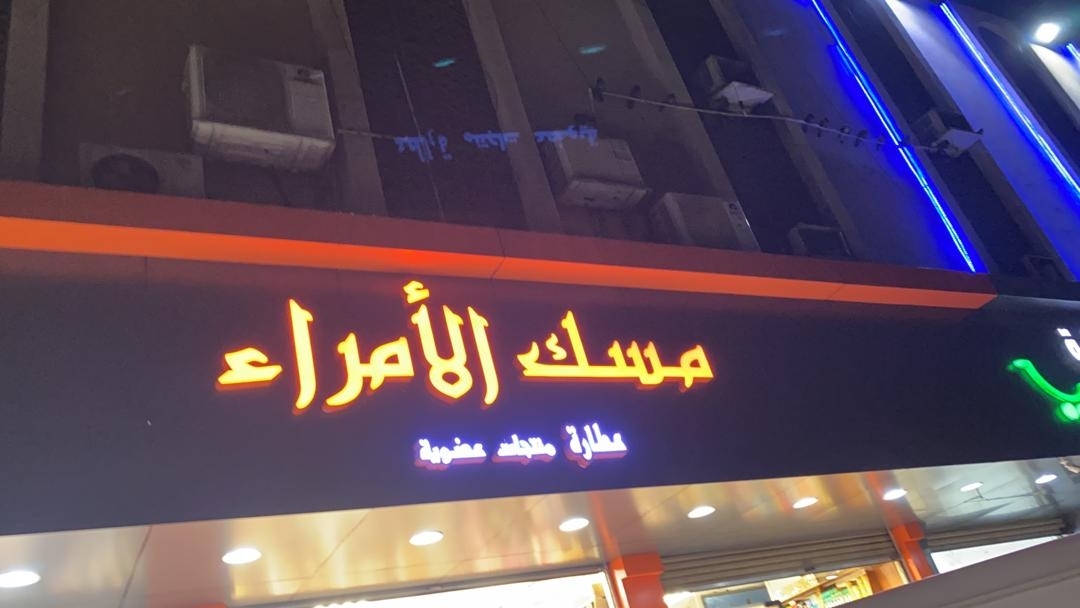 مسك الأمراء
عطارة منتجات عضوية